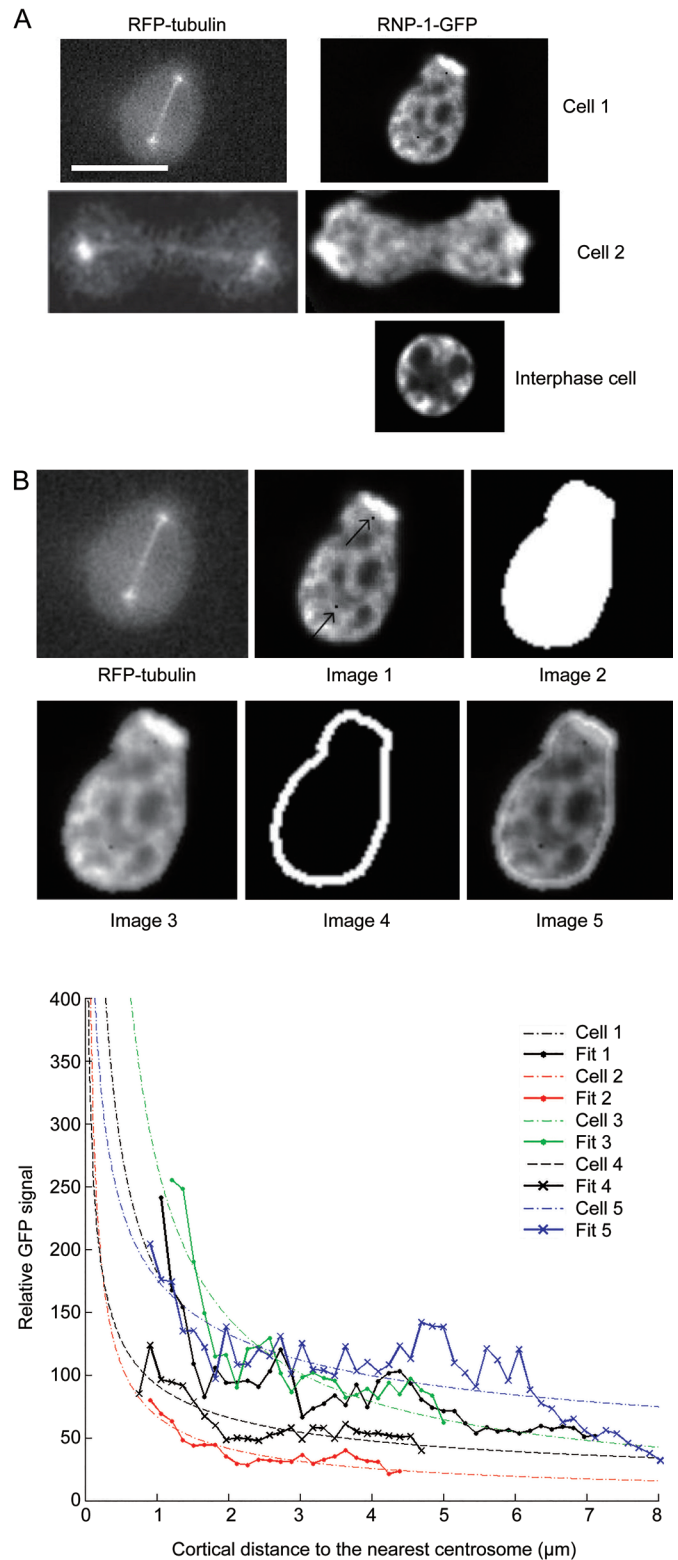 A
RFP-tubulin
RNP-1-GFP
Cell 1
Cell 2
Interphase cell
B
RFP-tubulin
Image 1
Image 2
Image 3
Image 4
Image 5
400
350
300
250
200
150
100
50
0
Relative GFP signal
Cell 1
Fit 1
Cell 2
Fit 2
Cell 3
Fit 3
Cell 4
Fit 4
Cell 5
Fit 5
0 1 2 3 4 5 6 7 8
Cortical distance to the nearest centrosome (µm)